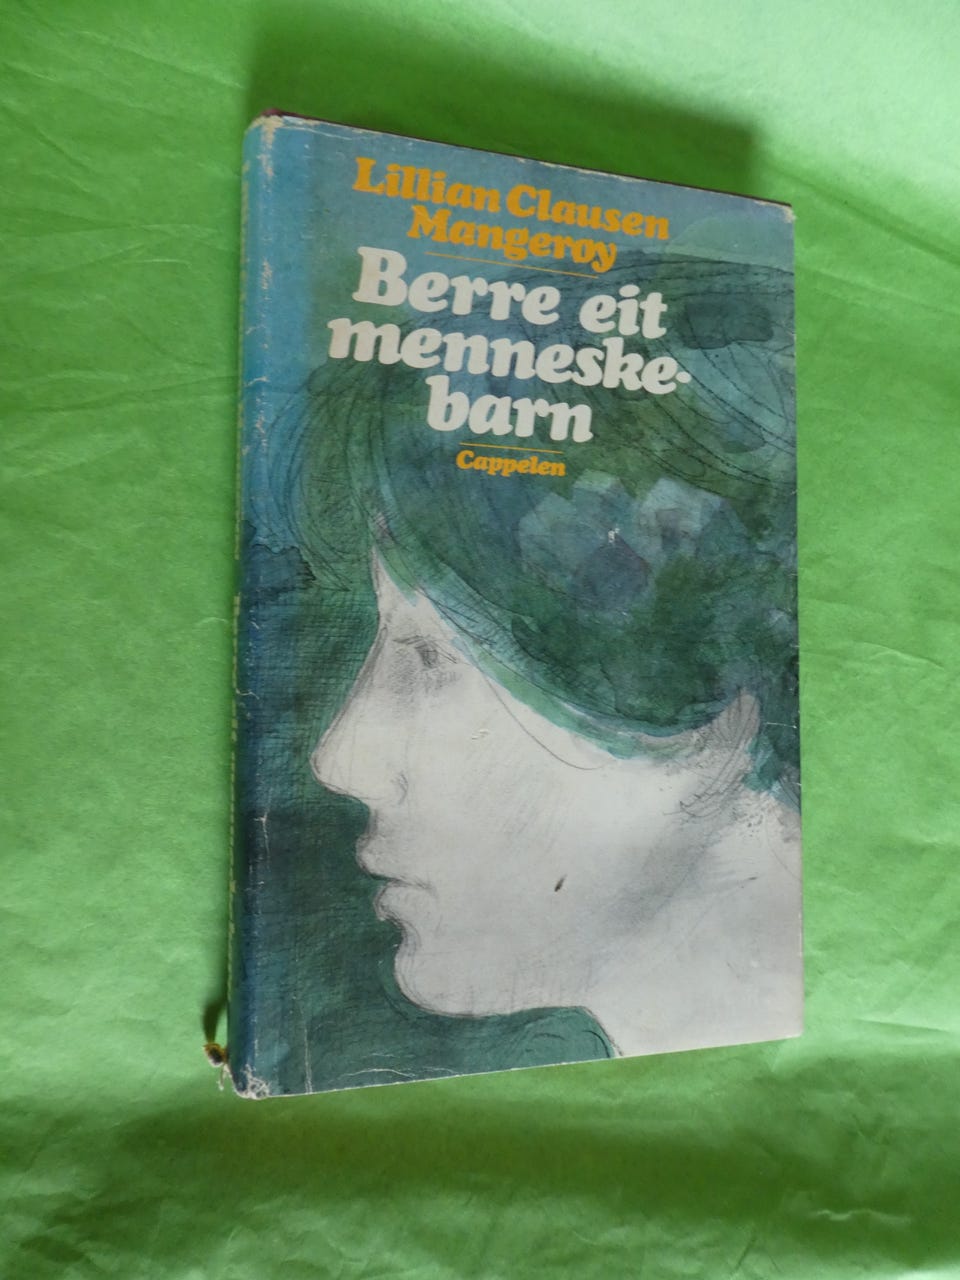 Lillian Clausen
Mangerøy
Berre eit
menneske-
barn
Cappelen